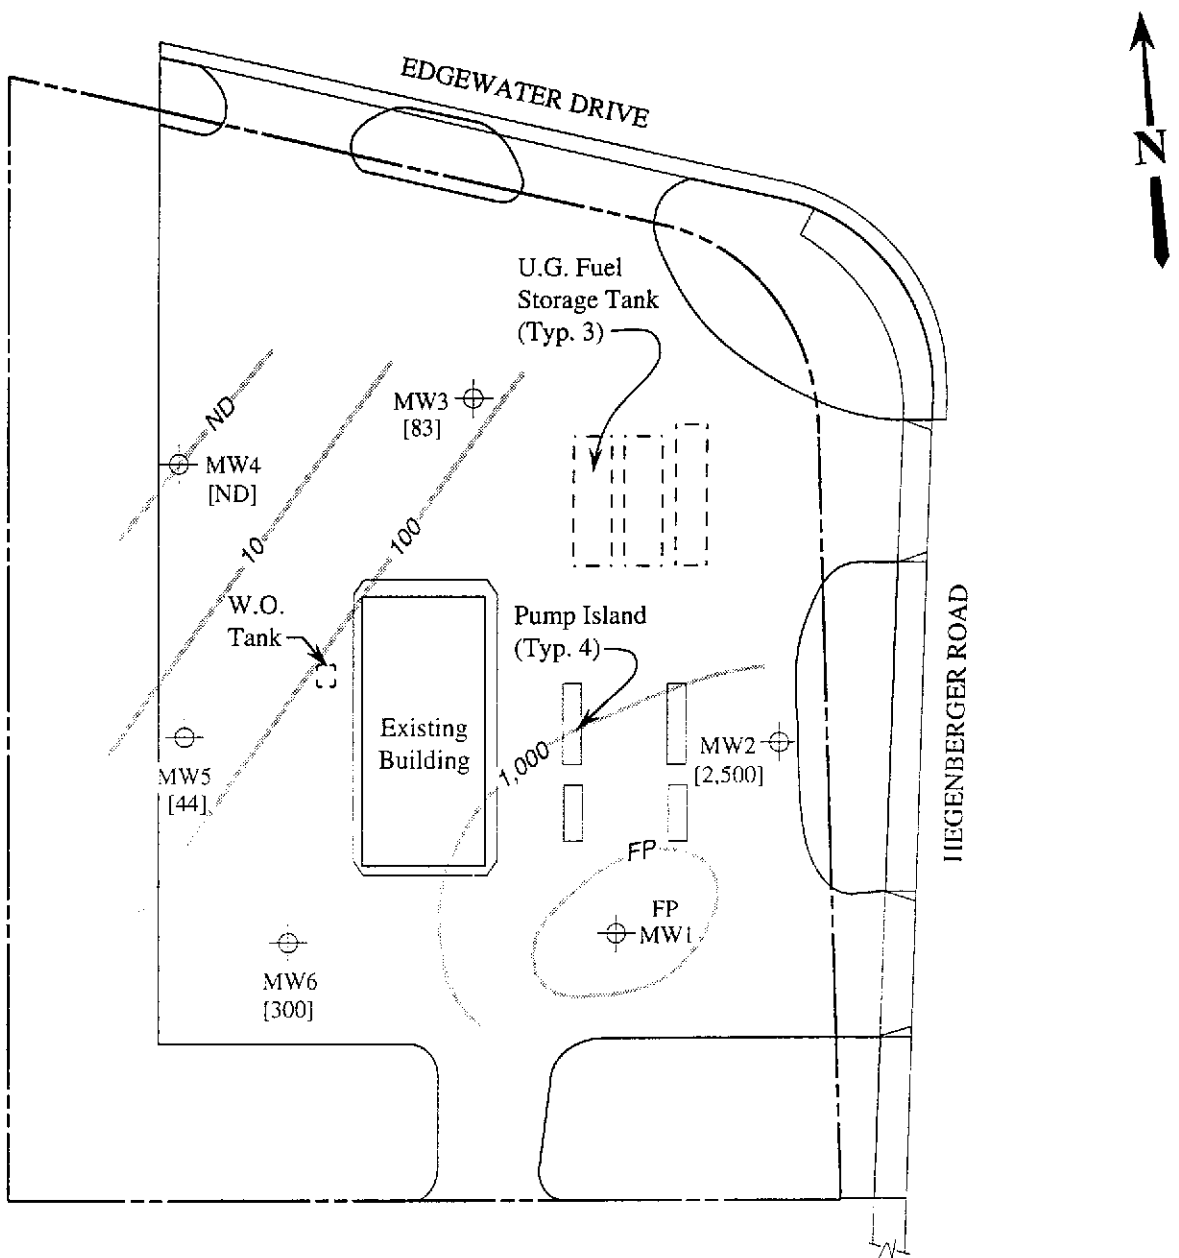 EDGEWATER DRIVE
N
U.G. Fuel
Storage Tank
(Typ. 3)
MW3
[83]
ND
MW4
[ND]
10
100
W.O.
Tank
Pump Island
(Typ. 4)
HEGENBERGER ROAD
Existing
Building
1,000
MW2
[2,500]
MW5
[44]
FP
FP
MW1
MW6
[300]